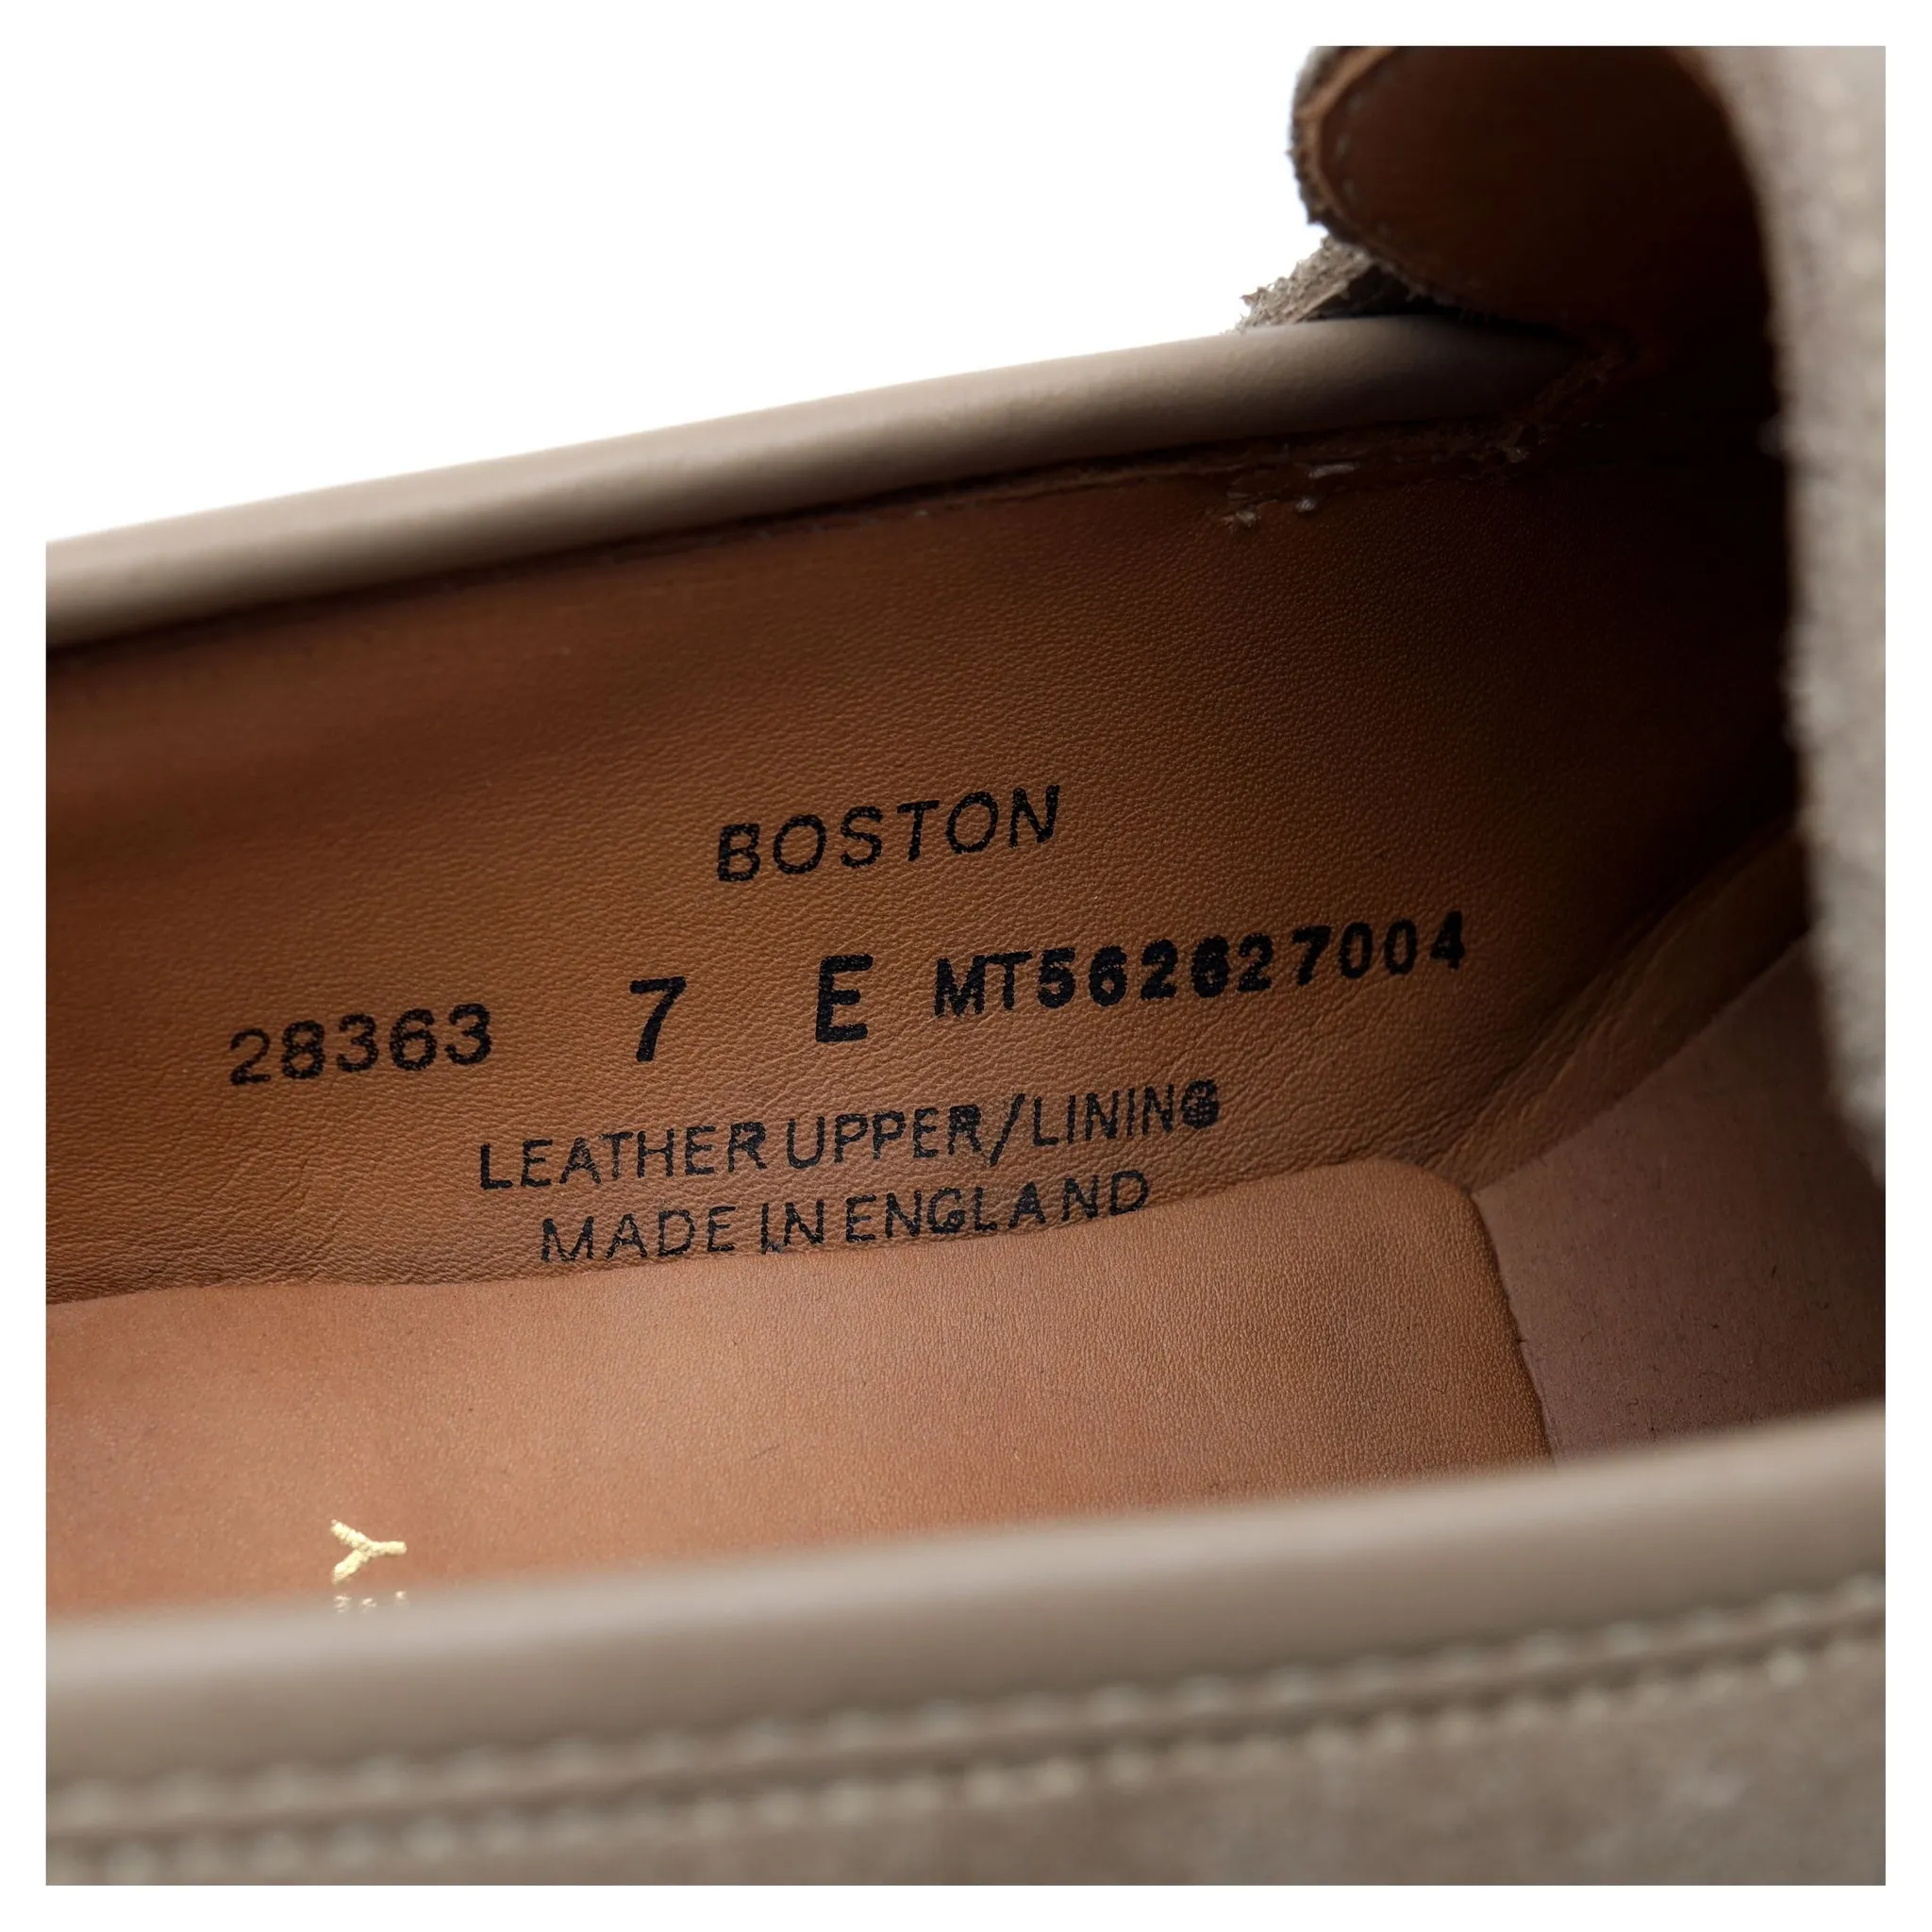 BOSTON
28363 7 E MT562627004
LEATHER UPPER/LINING
MADE IN ENGLAND
Y